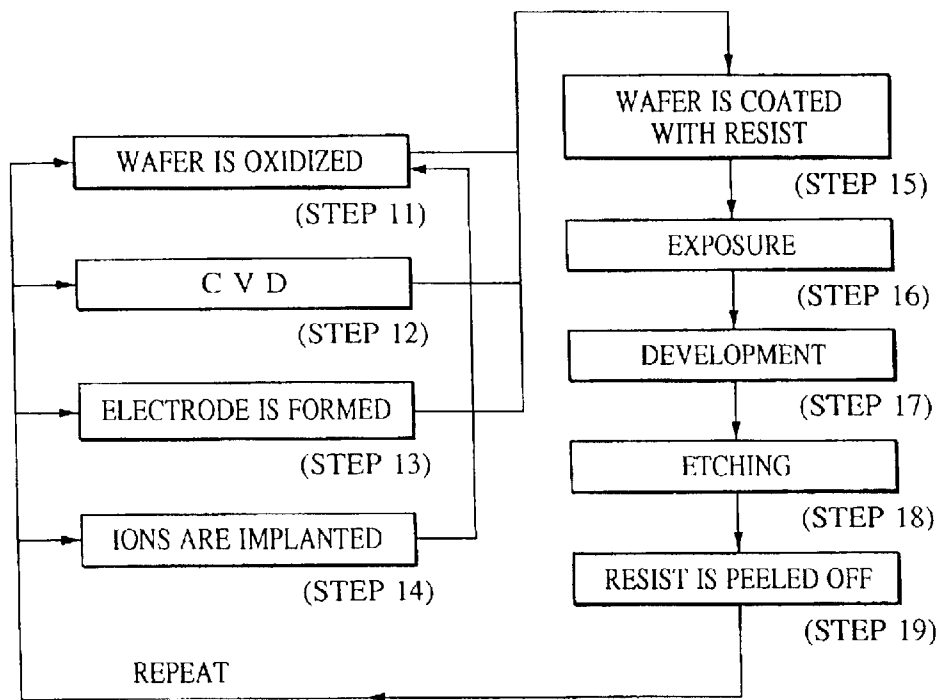 WAFER IS OXIDIZED
(STEP 11)
C V D
(STEP 12)
ELECTRODE IS FORMED
(STEP 13)
IONS ARE IMPLANTED
(STEP 14)
REPEAT
WAFER IS COATED
WITH RESIST
(STEP 15)
EXPOSURE
(STEP 16)
DEVELOPMENT
(STEP 17)
ETCHING
(STEP 18)
RESIST IS PEELED OFF
(STEP 19)